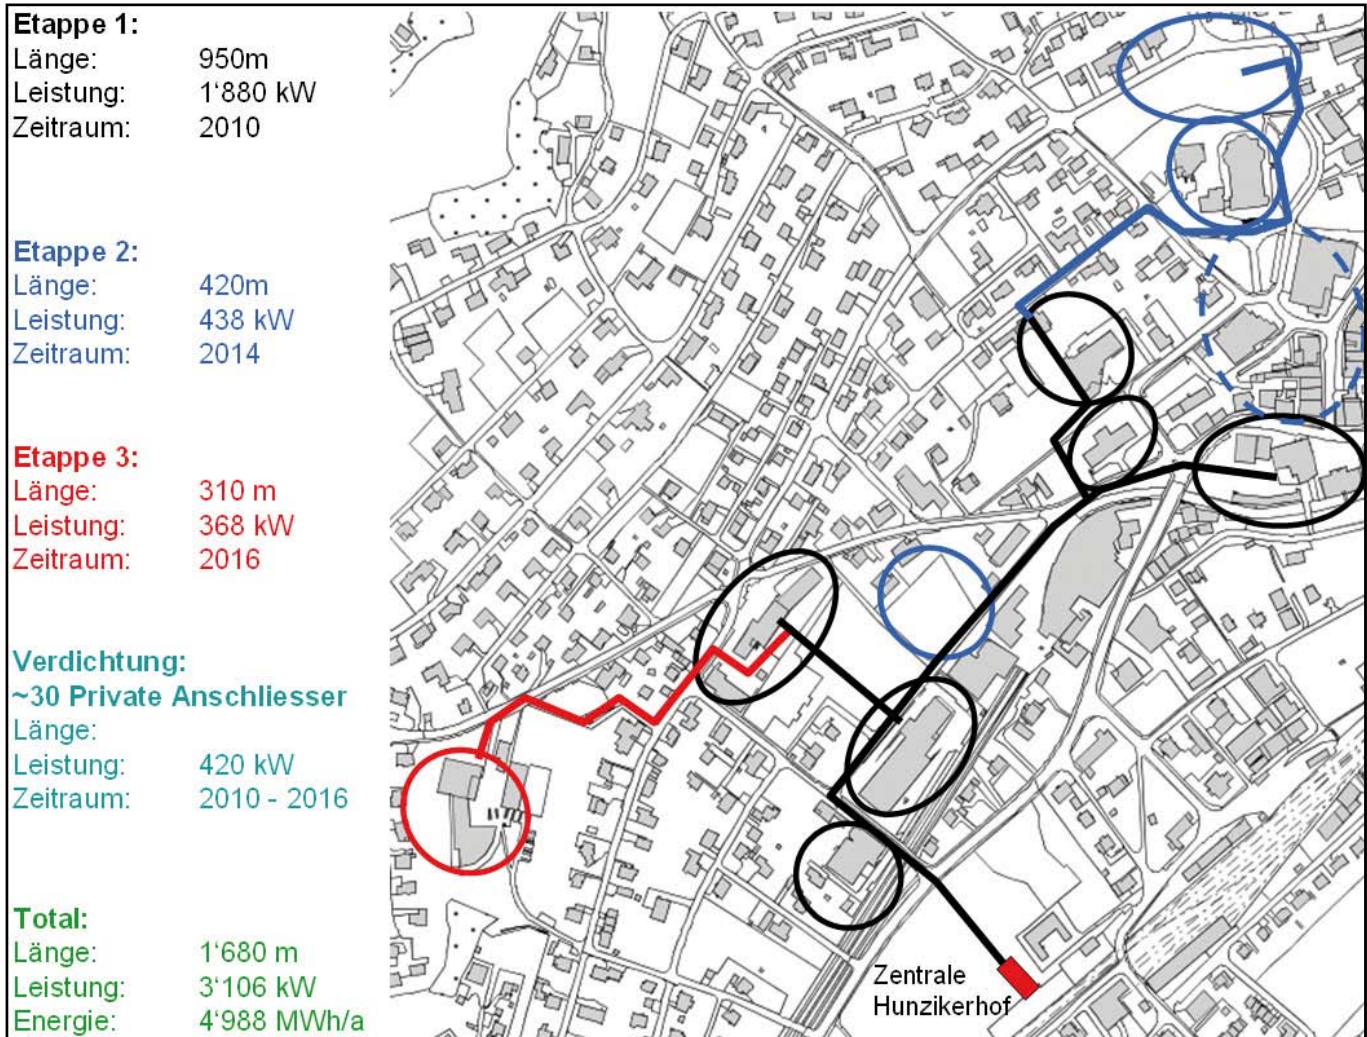 Etappe 1:
Länge: 950m
Leistung: 1‘880 kW
Zeitraum: 2010
Etappe 2:
Länge: 420m
Leistung: 438 kW
Zeitraum: 2014
Etappe 3:
Länge: 310 m
Leistung: 368 kW
Zeitraum: 2016
Verdichtung:
~30 Private Anschliesser
Länge:
Leistung: 420 kW
Zeitraum: 2010 - 2016
Total:
Länge: 1‘680 m
Leistung: 3‘106 kW
Energie: 4‘988 MWh/a
Zentrale
Hunzikerhof